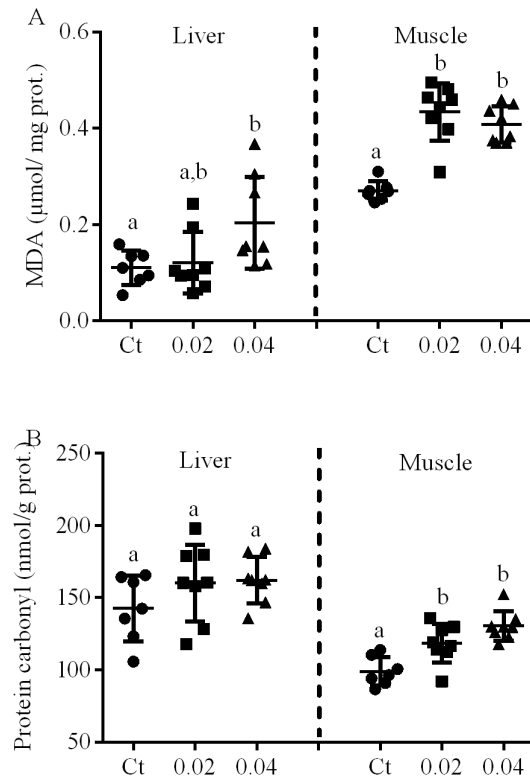 A
Liver
Muscle
MDA (µmol/ mg prot.)
0.6
0.4
0.2
0.0
a
a,b
b
a
b
b
Ct
0.02
0.04
Ct
0.02
0.04
B
Liver
Muscle
Protein carbonyl (nmol/g prot.)
250
200
150
100
50
a
a
a
a
b
b
Ct
0.02
0.04
Ct
0.02
0.04